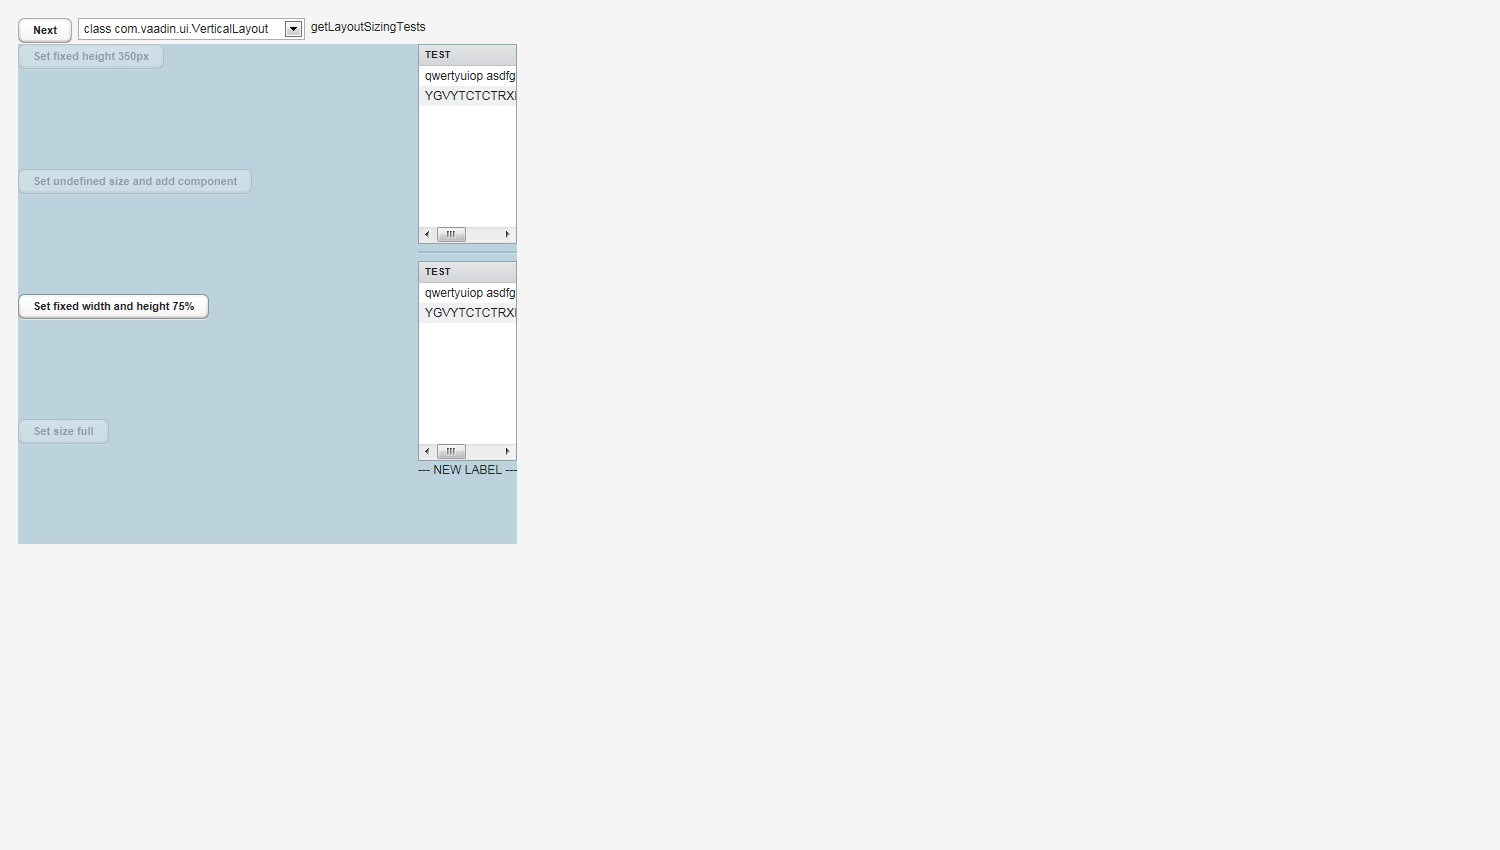 Next
class com.vaadin.ui.VerticalLayout
getLayoutSizingTests
Set fixed height 350px
Set undefined size and add component
Set fixed width and height 75%
Set size full
TEST
qwertyuiop asdfg
YGVYTCTCTRX
TEST
qwertyuiop asdfg
YGVYTCTCTRX
--- NEW LABEL ---